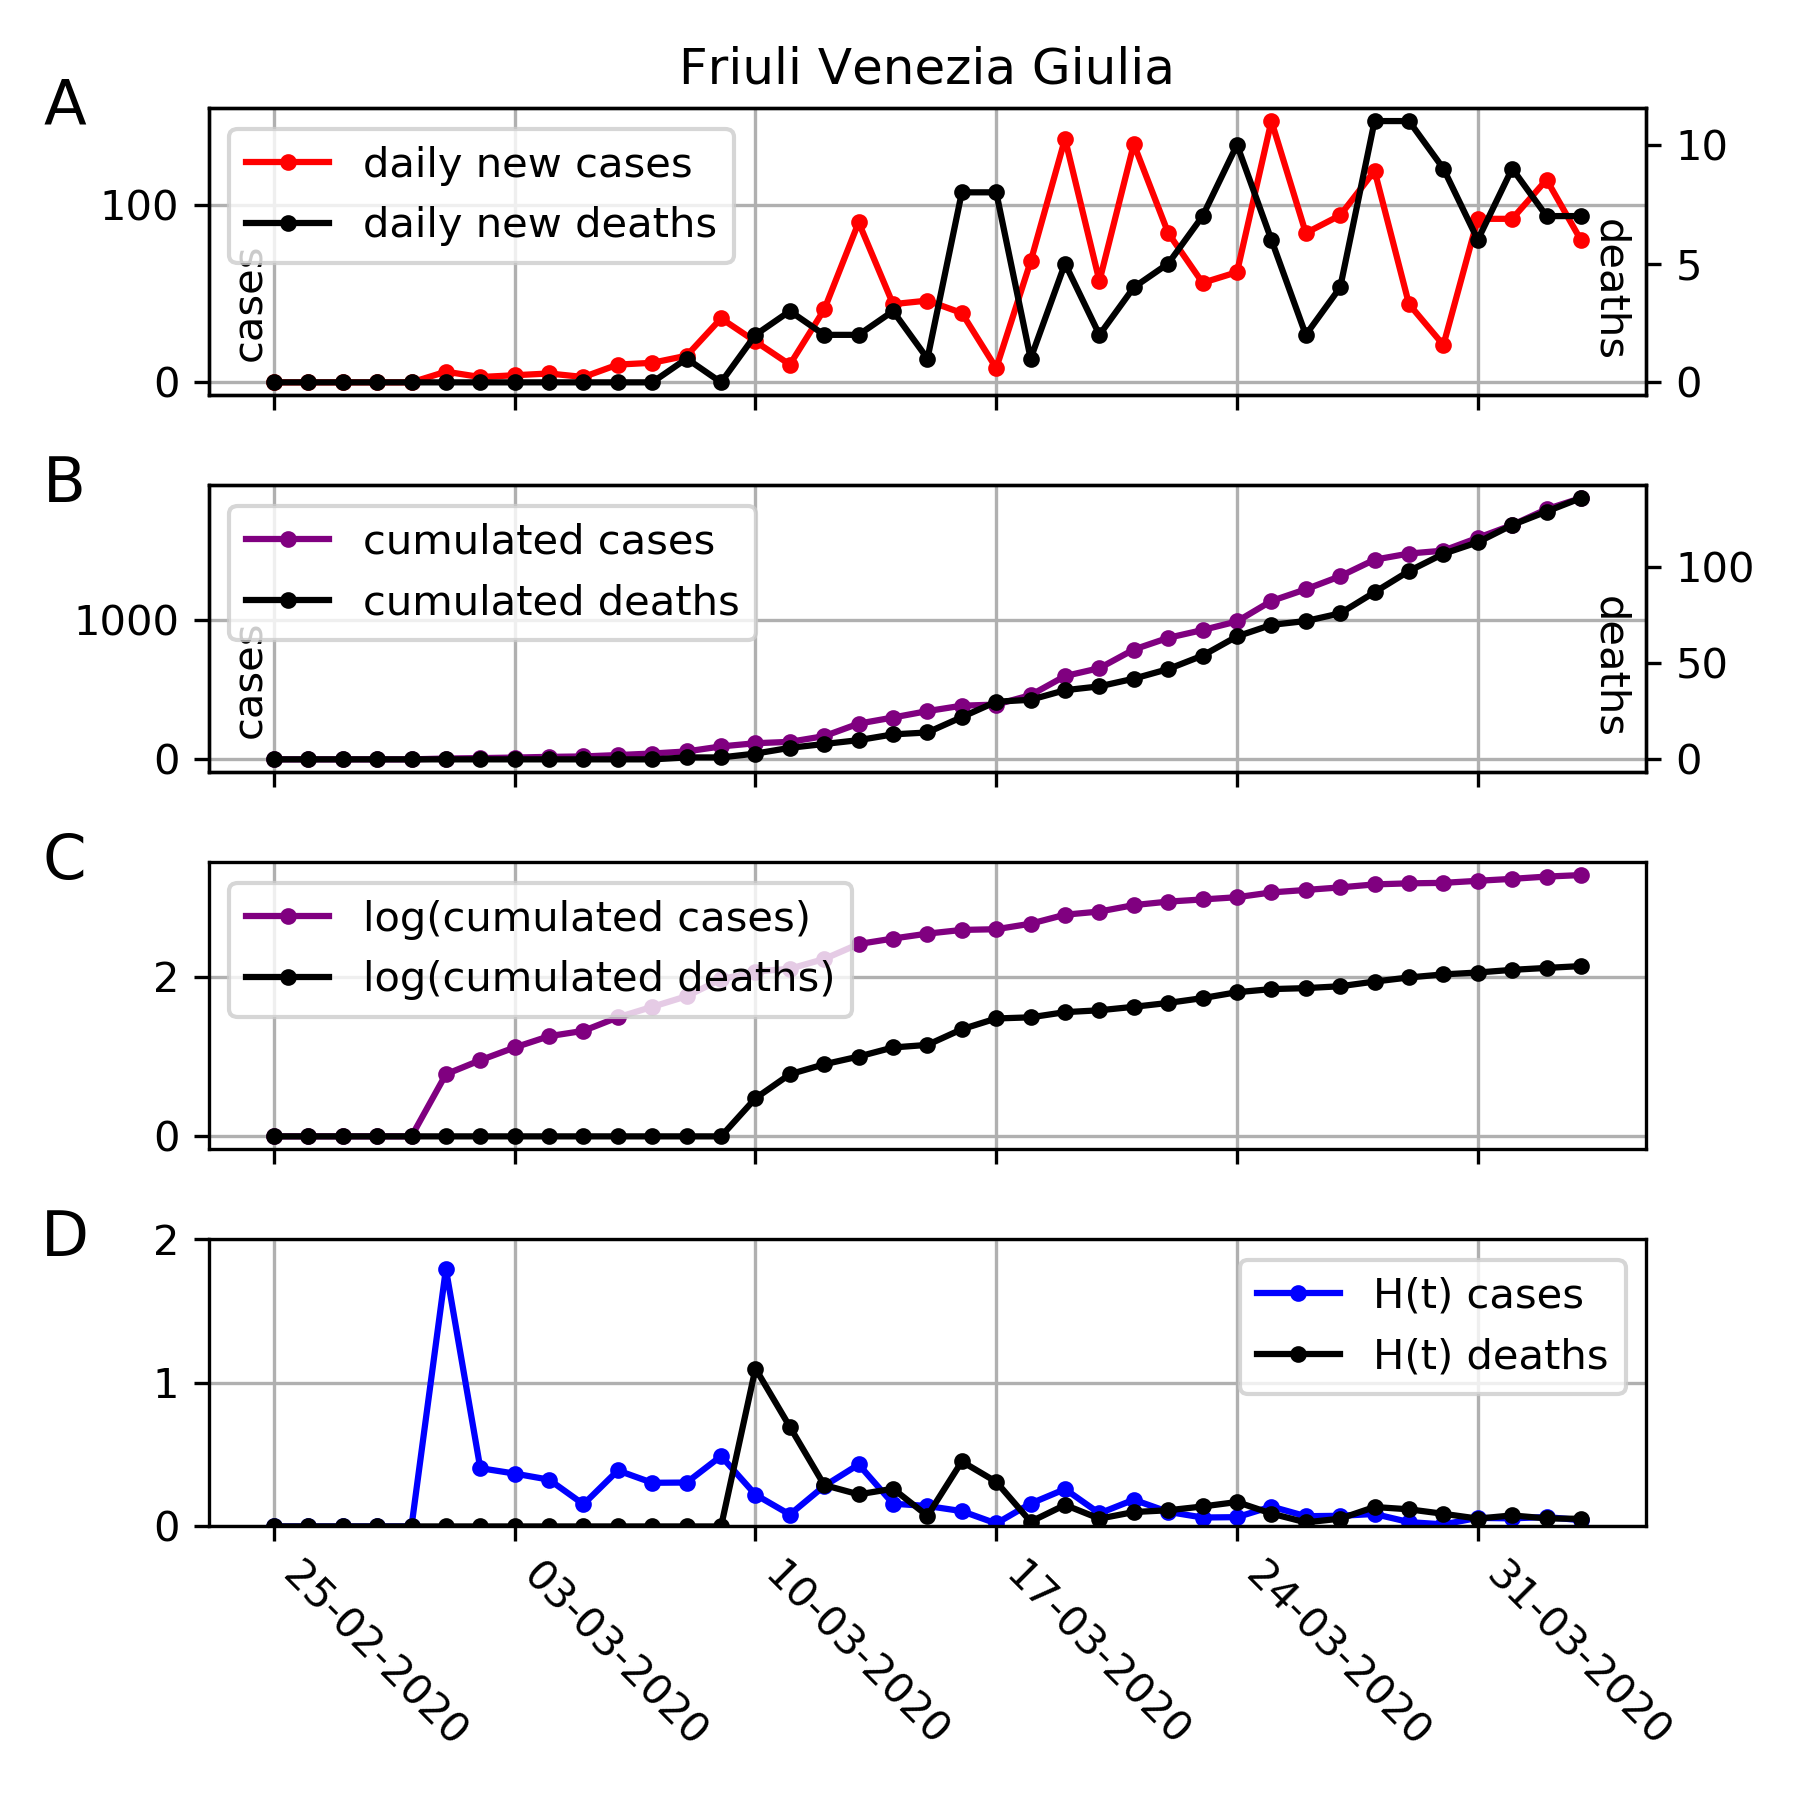 Friuli Venezia Giulia
A
daily new cases
daily new deaths
100
0
cases
10
5
0
deaths
B
cumulated cases
cumulated deaths
1000
0
cases
100
50
0
deaths
C
log(cumulated cases)
log(cumulated deaths)
2
0
D
2
1
0
H(t) cases
H(t) deaths
25-02-2020
03-03-2020
10-03-2020
17-03-2020
24-03-2020
31-03-2020